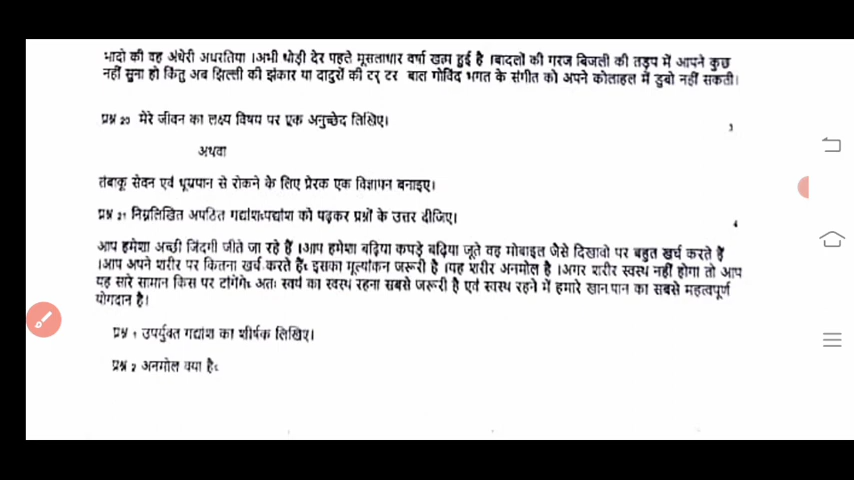 भादो की वह अंधेरी अधरतिया ।अभी थोड़ी देर पहले मूसलाधार वर्षा खत्म हुई है ।बादलों की गरज बिजली की तड़प में आपने कुछ
नहीं सुना हो किंतु अब झिल्ली की झंकार या दादुरों की टर् टर बाल गोविंद भगत के संगीत को अपने कोलाहल में डुबो नहीं सकती।
प्रश्न 20 मेरे जीवन का लक्ष्य विषय पर एक अनुच्छेद लिखिए।
3
अथवा
तंबाकू सेवन एवं धूम्रपान से रोकने के लिए प्रेरक एक विज्ञापन बनाइए।
प्रश्न 21 निम्नलिखित अपठित गद्यांश:पद्यांश को पढ़कर प्रश्नों के उत्तर दीजिए।
4
आप हमेशा अच्छी जिंदगी जीते जा रहे हैं ।आप हमेशा बढ़िया कपड़े बढ़िया जूते वह मोबाइल जैसे दिखावो पर बहुत खर्च करते हैं
।आप अपने शरीर पर कितना खर्च करते हैं: इसका मूल्यांकन जरूरी है ।यह शरीर अनमोल है ।अगर शरीर स्वस्थ नहीं होगा तो आप
यह सारे सामान किस पर टांगेंगे: अतः स्वयं का स्वस्थ रहना सबसे जरूरी है एवं स्वस्थ रहने में हमारे खान पान का सबसे महत्वपूर्ण
योगदान है।
प्रश्न 1 उपर्युक्त गद्यांश का शीर्षक लिखिए।
प्रश्न 2 अनमोल क्या है: